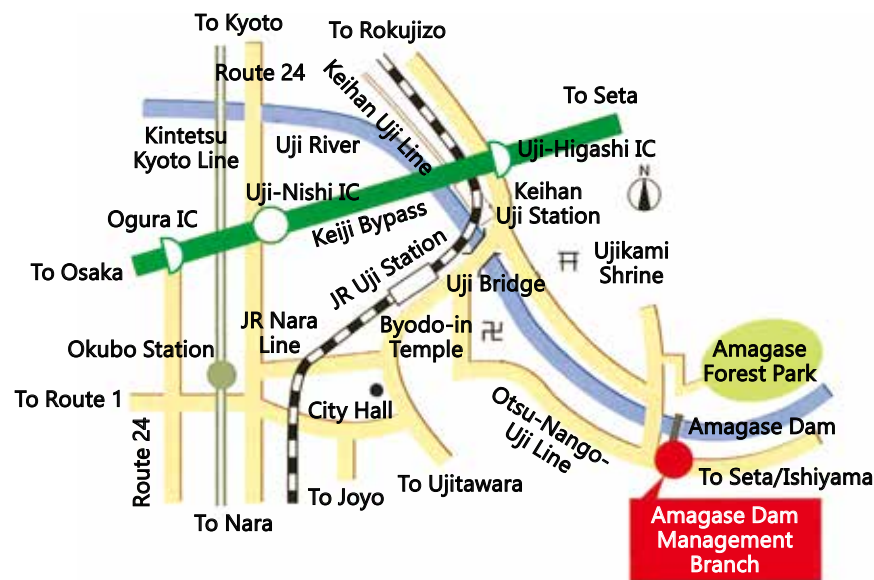 To Kyoto
To Rokujizo
Route 24
Keihan Uji Line
To Seta
Kintetsu
Kyoto Line
Uji River
Uji-Higashi IC
Uji-Nishi IC
Keihan
Uji Station
N
Ogura IC
Keiji Bypass
To Osaka
JR Uji Station
Ujikami
Shrine
Uji Bridge
JR Nara
Line
Byodo-in
Temple
卍
Okubo Station
Amagase
Forest Park
To Route 1
City Hall
Otsu-Nango-
Uji Line
Amagase Dam
Route 24
To Joyo
To Ujitawara
To Seta/Ishiyama
To Nara
Amagase Dam
Management
Branch